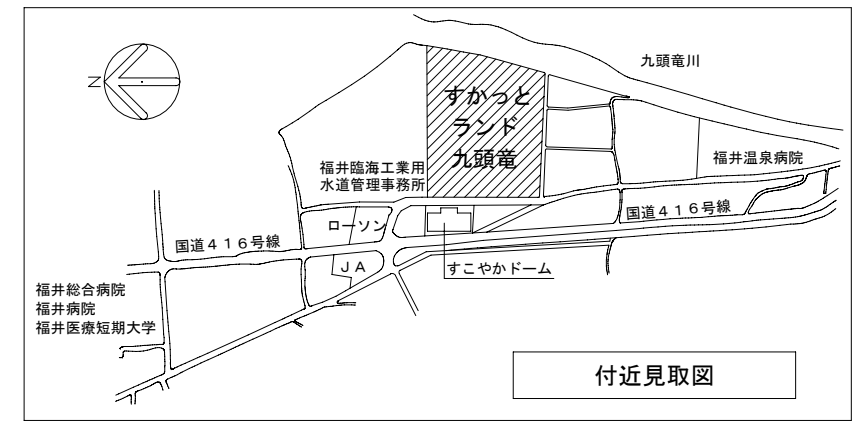 九頭竜川
すかっと
ランド
九頭竜
Z
福井臨海工業用
水道管理事務所
福井温泉病院
ローソン
国道４１６号線
国道４１６号線
ＪＡ
すこやかドーム
福井総合病院
福井病院
福井医療短期大学
付近見取図